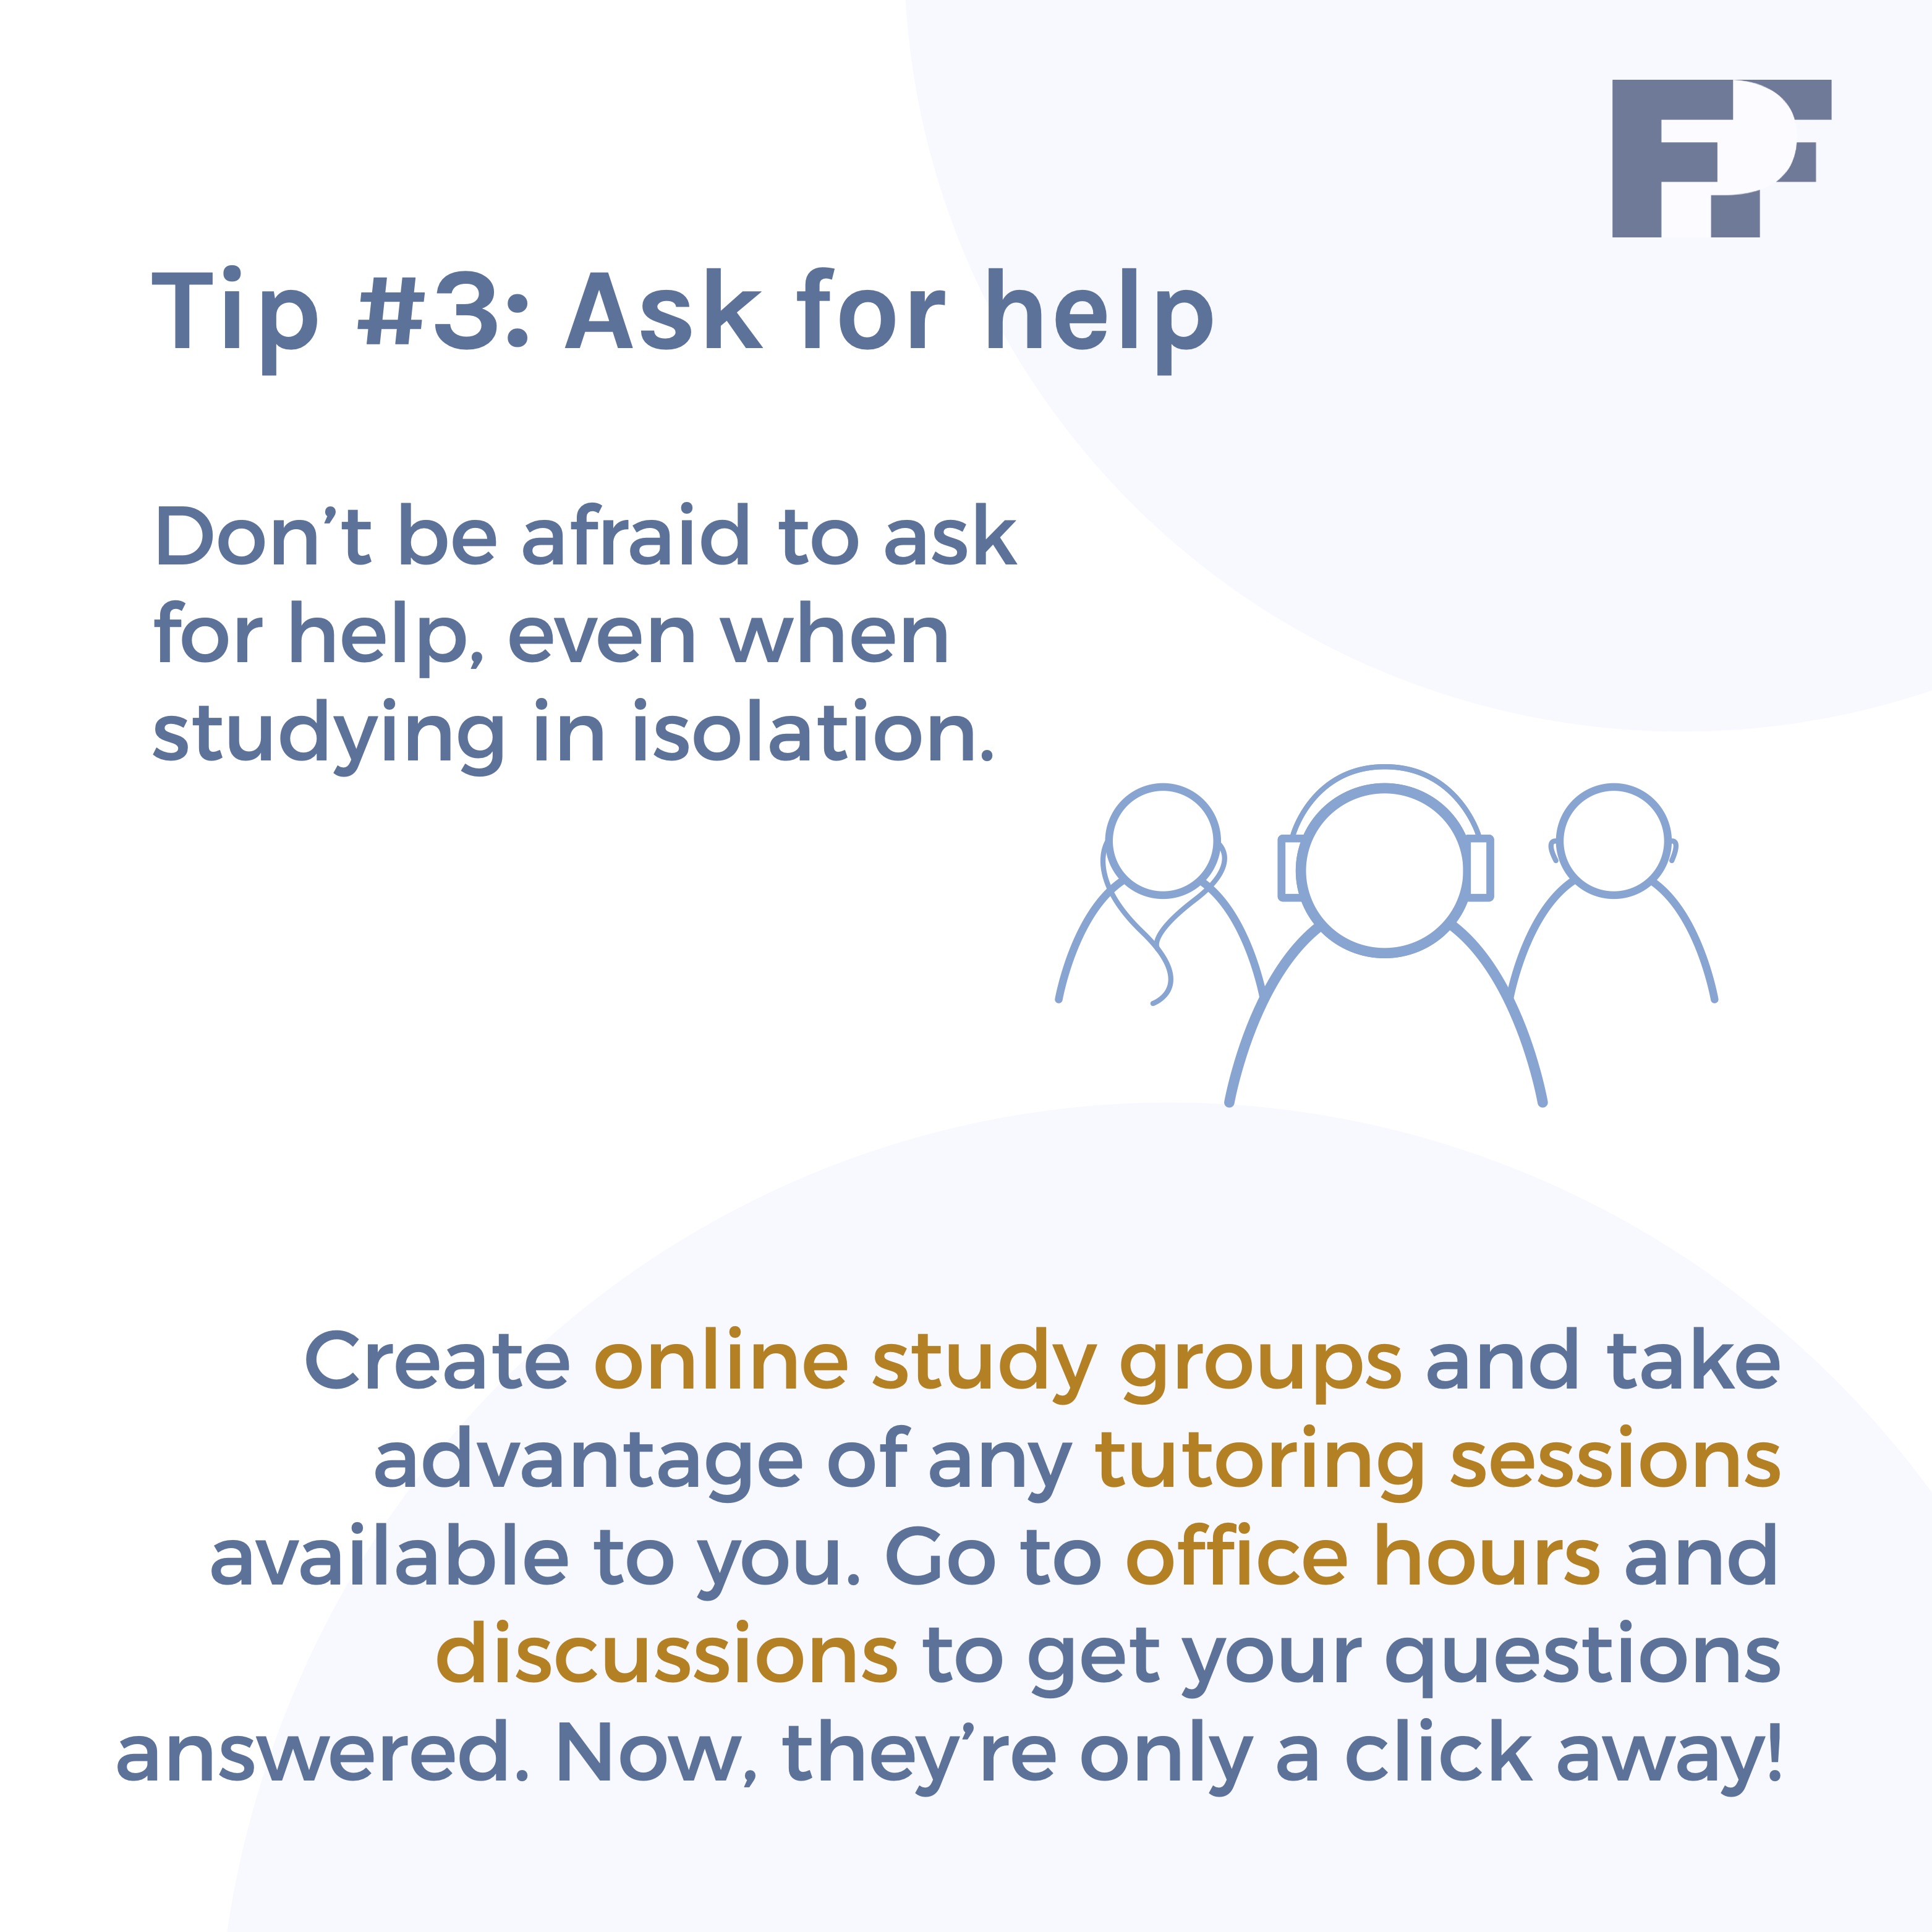 Tip #3: Ask for help
Don’t be afraid to ask
for help, even when
studying in isolation.
Create online study groups and take
advantage of any tutoring sessions
available to you. Go to office hours and
discussions to get your questions
answered. Now, they’re only a click away!